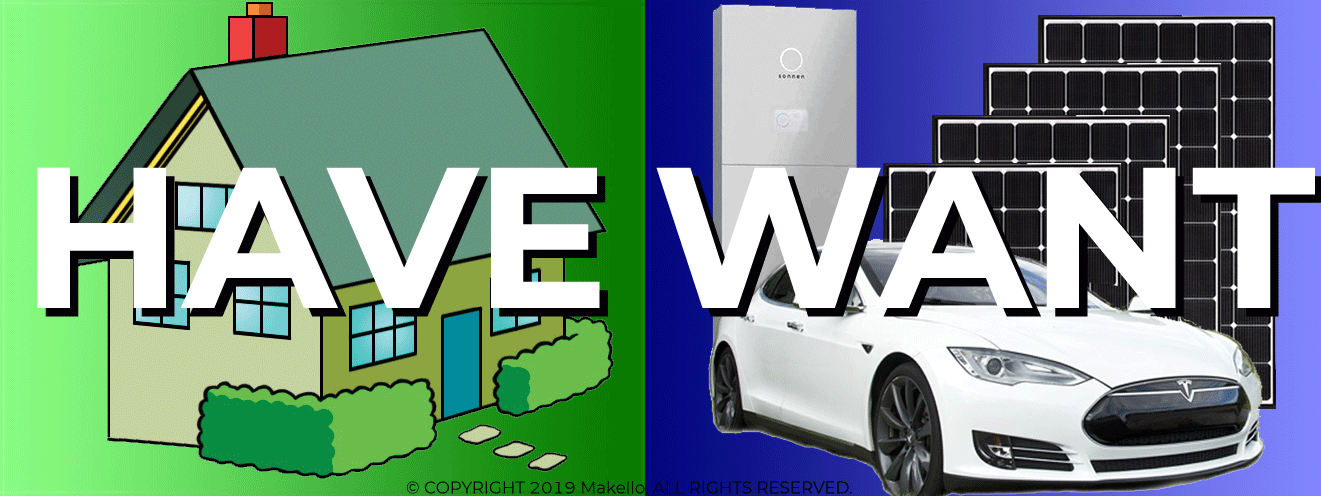 HAVE WANT
sonnen
© COPYRIGHT 2019 Makello. ALL RIGHTS RESERVED.